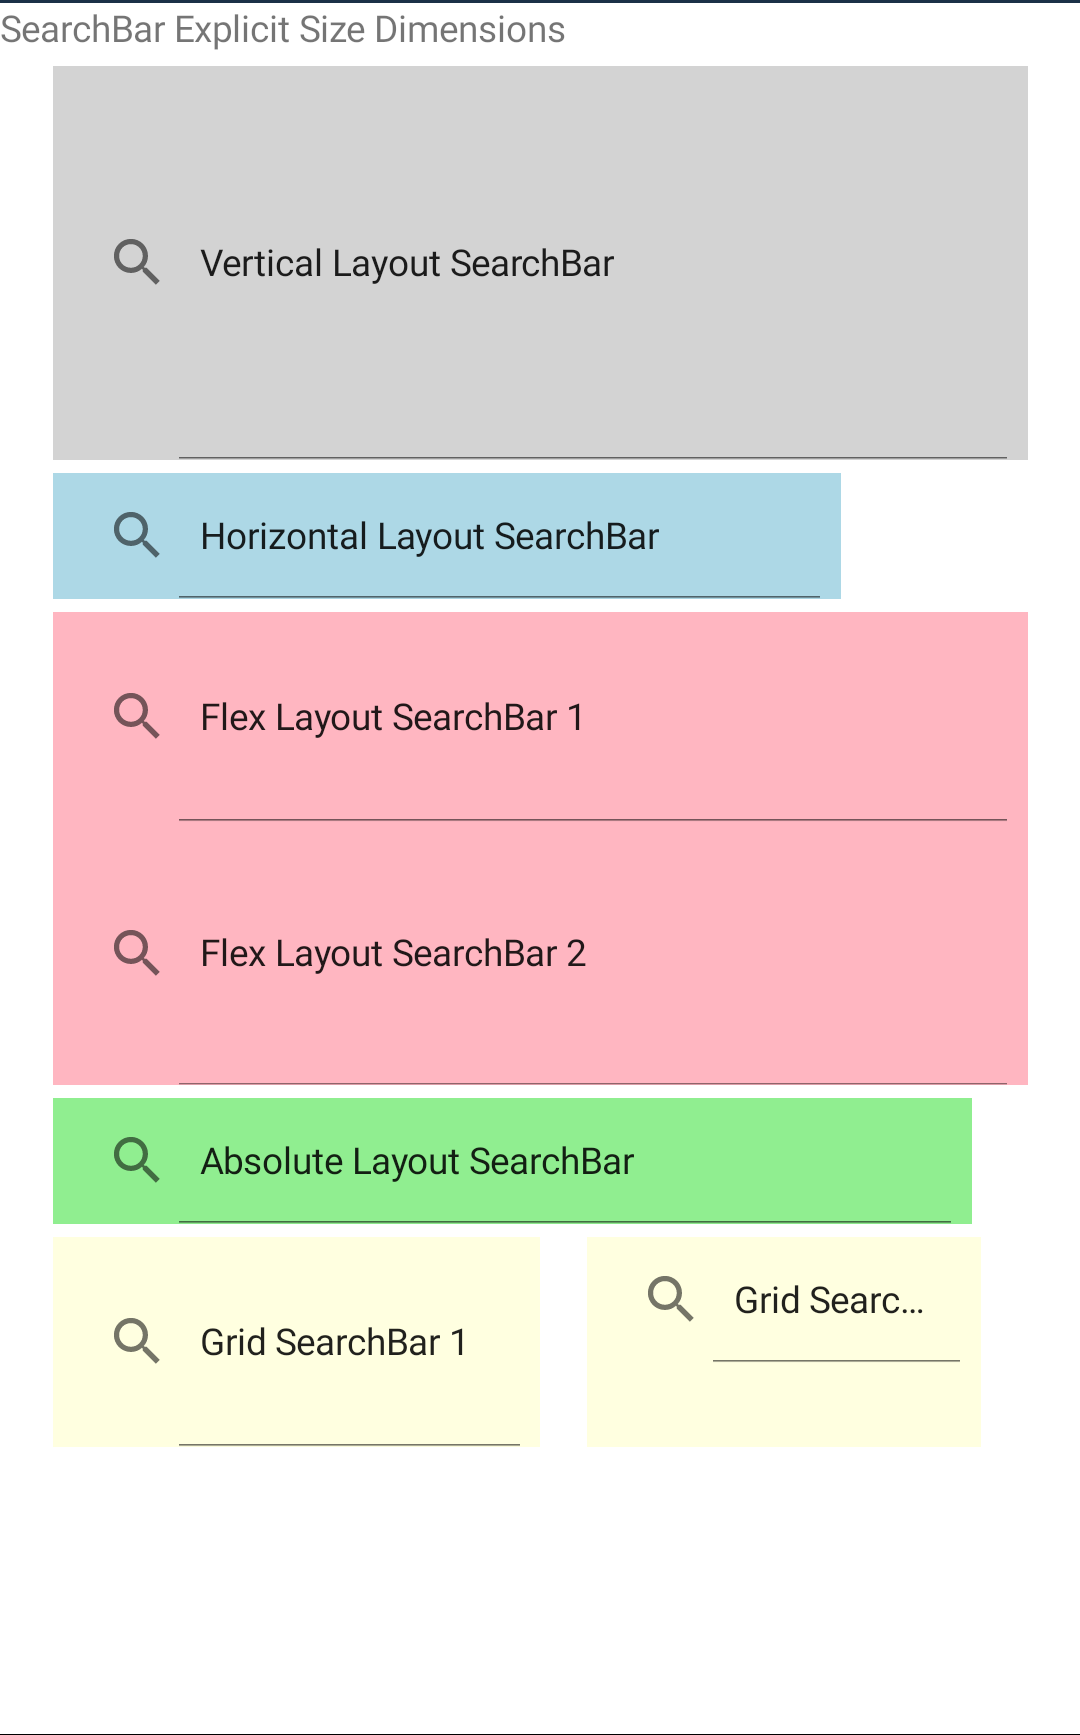 SearchBar Explicit Size Dimensions
Vertical Layout SearchBar
Horizontal Layout SearchBar
Flex Layout SearchBar 1
Flex Layout SearchBar 2
Absolute Layout SearchBar
Grid SearchBar 1
Grid Searc...